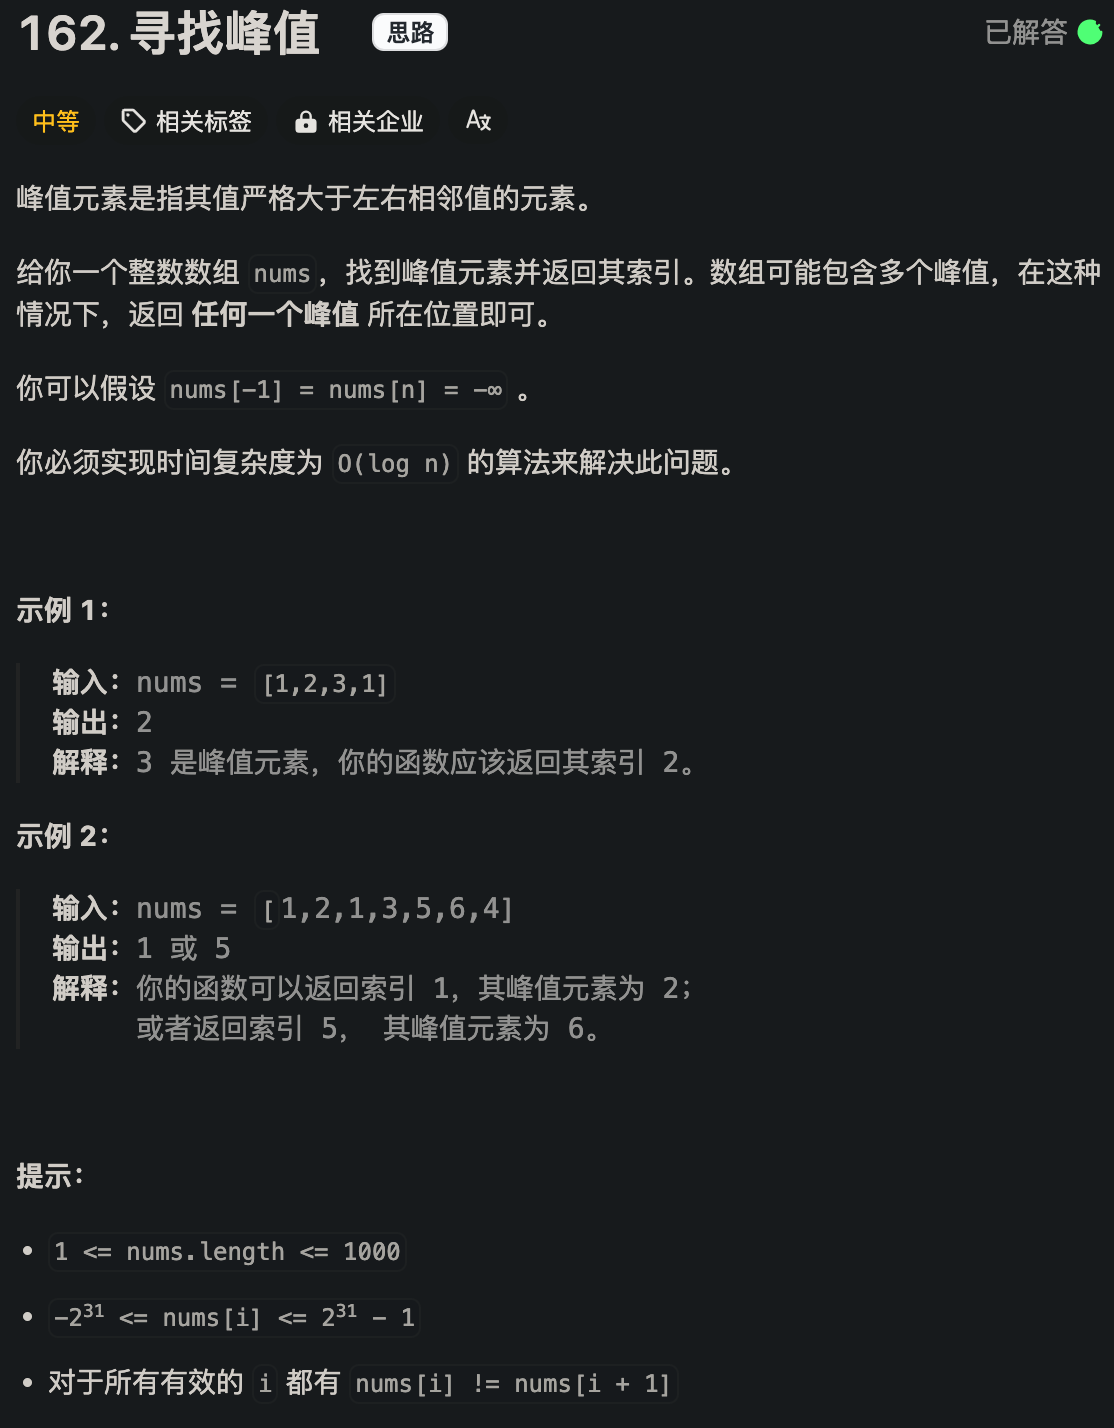 162. 寻找峰值 思路 已解答
中等 相关标签 相关企业 Aх
峰值元素是指其值严格大于左右相邻值的元素。
给你一个整数数组 nums，找到峰值元素并返回其索引。数组可能包含多个峰值，在这种
情况下，返回 任何一个峰值 所在位置即可。
你可以假设 nums[-1] = nums[n] = -∞ 。
你必须实现时间复杂度为 O(log n) 的算法来解决此问题。
示例 1：
输入：nums = [1,2,3,1]
输出：2
解释：3 是峰值元素，你的函数应该返回其索引 2。
示例 2：
输入：nums = [1,2,1,3,5,6,4]
输出：1 或 5
解释：你的函数可以返回索引 1，其峰值元素为 2；
或者返回索引 5， 其峰值元素为 6。
提示：
• 1 <= nums.length <= 1000
• -2³¹ <= nums[i] <= 2³¹ - 1
• 对于所有有效的 i 都有 nums[i] != nums[i + 1]